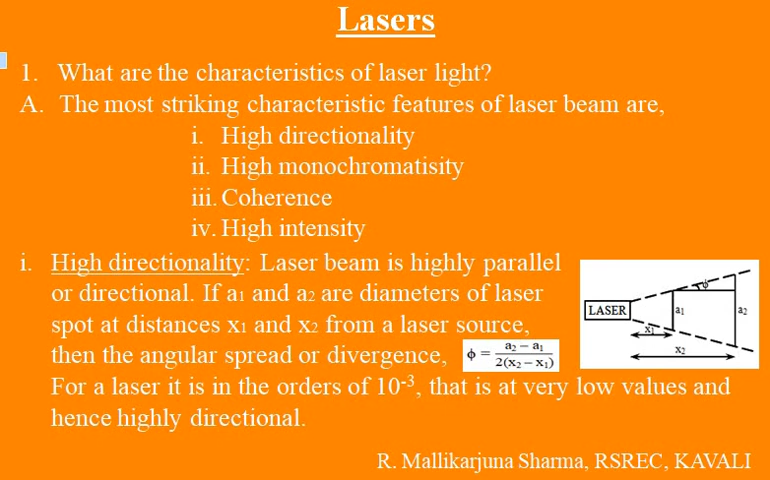 Lasers
1. What are the characteristics of laser light?
A. The most striking characteristic features of laser beam are,
i. High directionality
ii. High monochromatisity
iii. Coherence
iv. High intensity
i. High directionality: Laser beam is highly parallel
or directional. If a1 and a2 are diameters of laser
spot at distances x1 and x2 from a laser source,
then the angular spread or divergence, ϕ = a₂ − a₁ / 2(x₂ − x₁)
For a laser it is in the orders of 10⁻³, that is at very low values and
hence highly directional.
LASER
ϕ
a1
a2
x1
x2
R. Mallikarjuna Sharma, RSREC, KAVALI